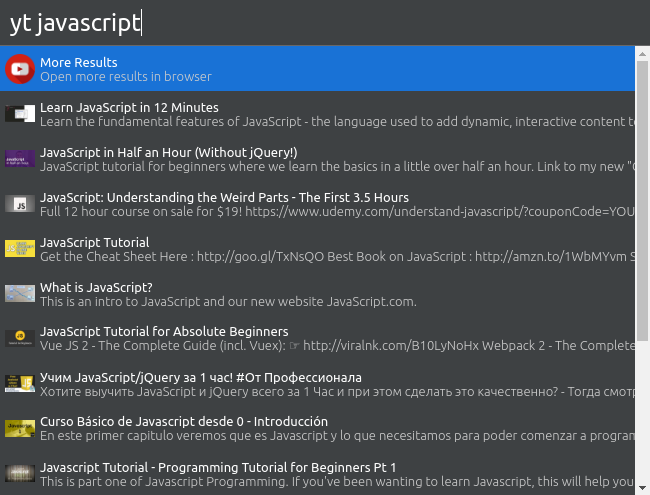 yt javascript
More Results
Open more results in browser
Learn JavaScript in 12 Minutes
Learn the fundamental features of JavaScript - the language used to add dynamic, interactive content to
JavaScript in Half an Hour (Without jQuery!)
JavaScript tutorial for beginners where we learn the basics in a little over half an hour. Link to my new "C
JavaScript: Understanding the Weird Parts - The First 3.5 Hours
Full 12 hour course on sale for $19! https://www.udemy.com/understand-javascript/?couponCode=YOU
JavaScript Tutorial
Get the Cheat Sheet Here : http://goo.gl/TxNsQO Best Book on JavaScript : http://amzn.to/1WbMYvm S
What is JavaScript?
This is an intro to JavaScript and our new website JavaScript.com.
JavaScript Tutorial for Absolute Beginners
Vue JS 2 - The Complete Guide (incl. Vuex): ☞ http://viralnk.com/B10LyNoHx Webpack 2 - The Complete
Учим JavaScript/jQuery за 1 час! #От Профессионала
Хотите выучить JavaScript и jQuery всего за 1 Час и при этом сделать это качественно? - Тогда смотр
Curso Básico de Javascript desde 0 - Introducción
En este primer capitulo veremos que es Javascript y lo que necesitamos para poder comenzar a program
Javascript Tutorial - Programming Tutorial for Beginners Pt 1
This is part one of Javascript Programming. If you've been wanting to learn Javascript, this will help you